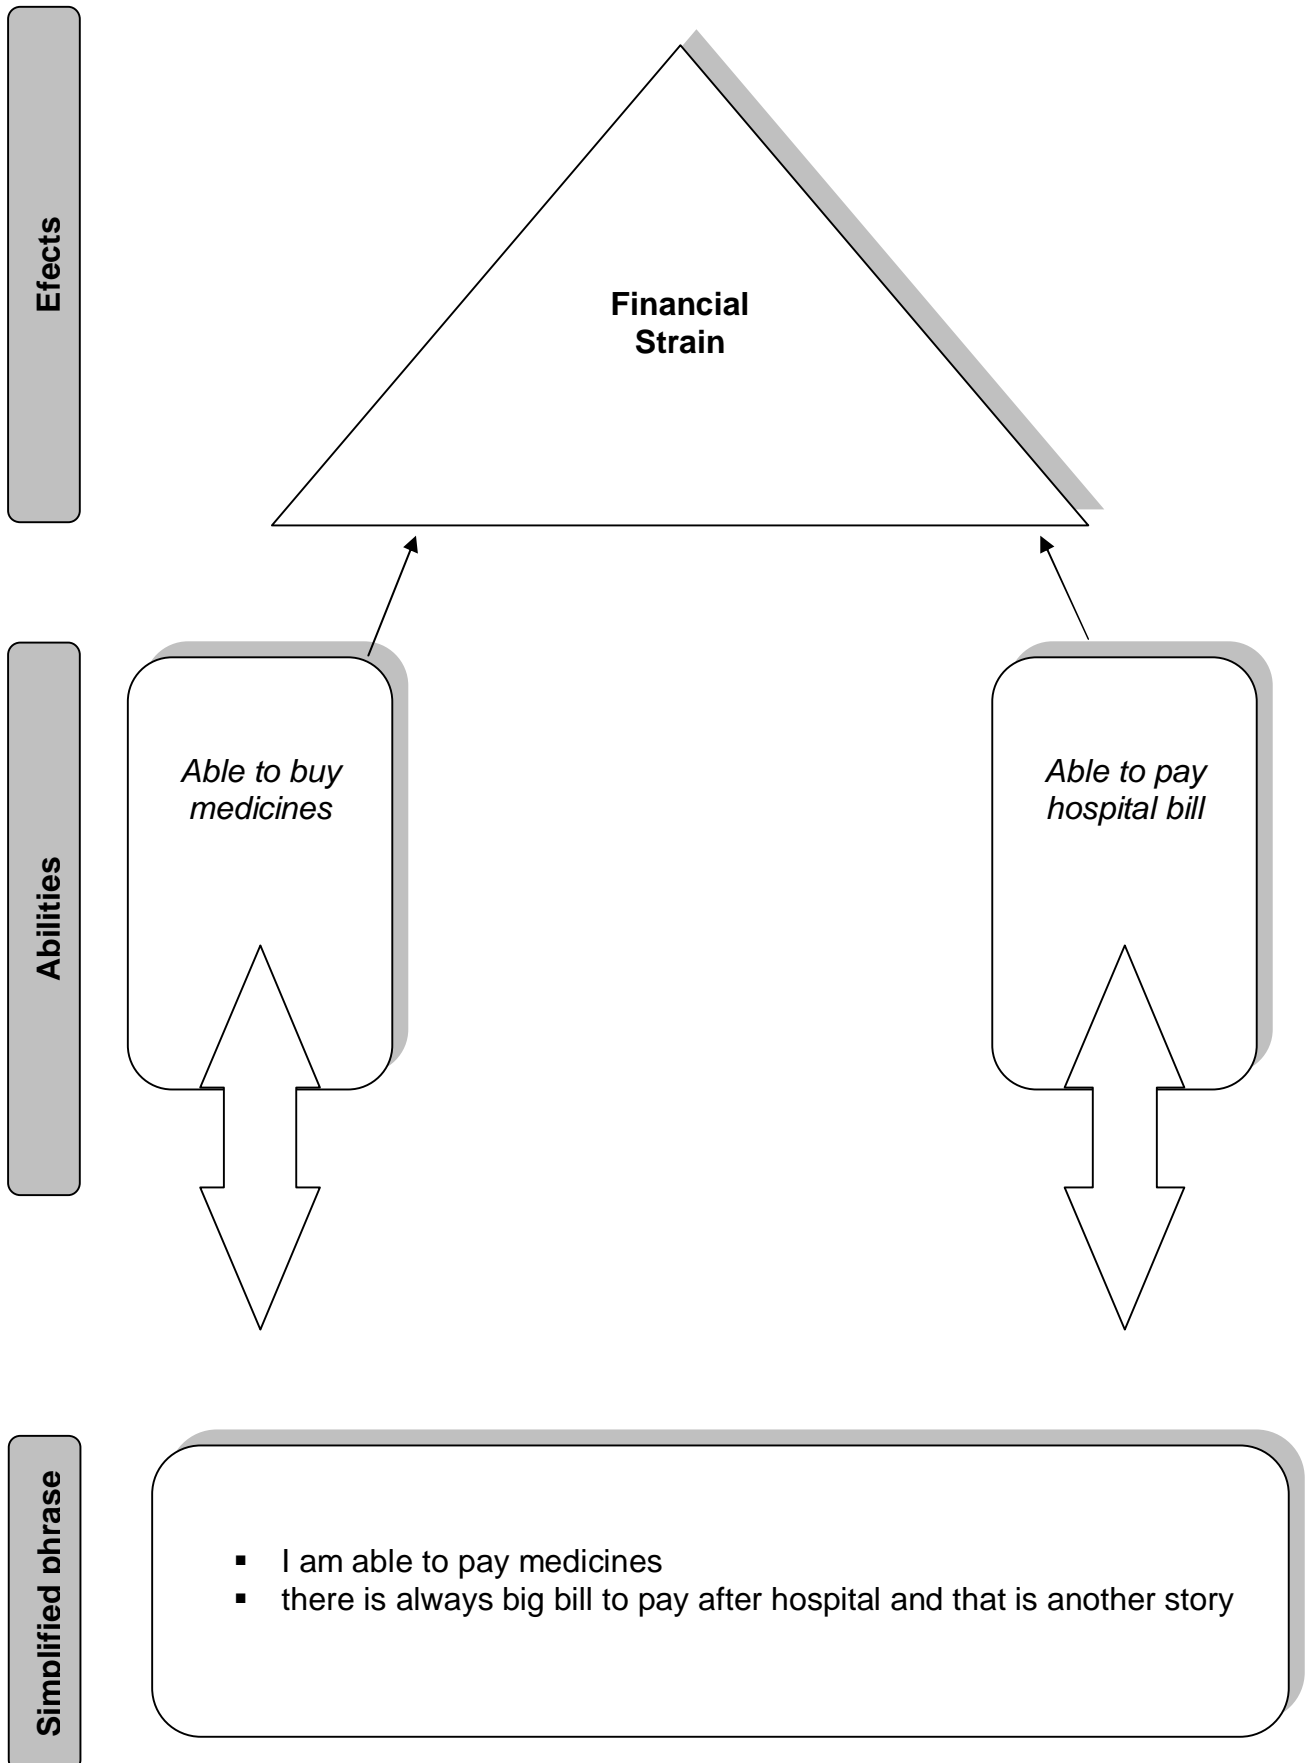 Efects
Financial
Strain
Abilities
Able to buy
medicines
Able to pay
hospital bill
Simplified phrase
▪ I am able to pay medicines
▪ there is always big bill to pay after hospital and that is another story